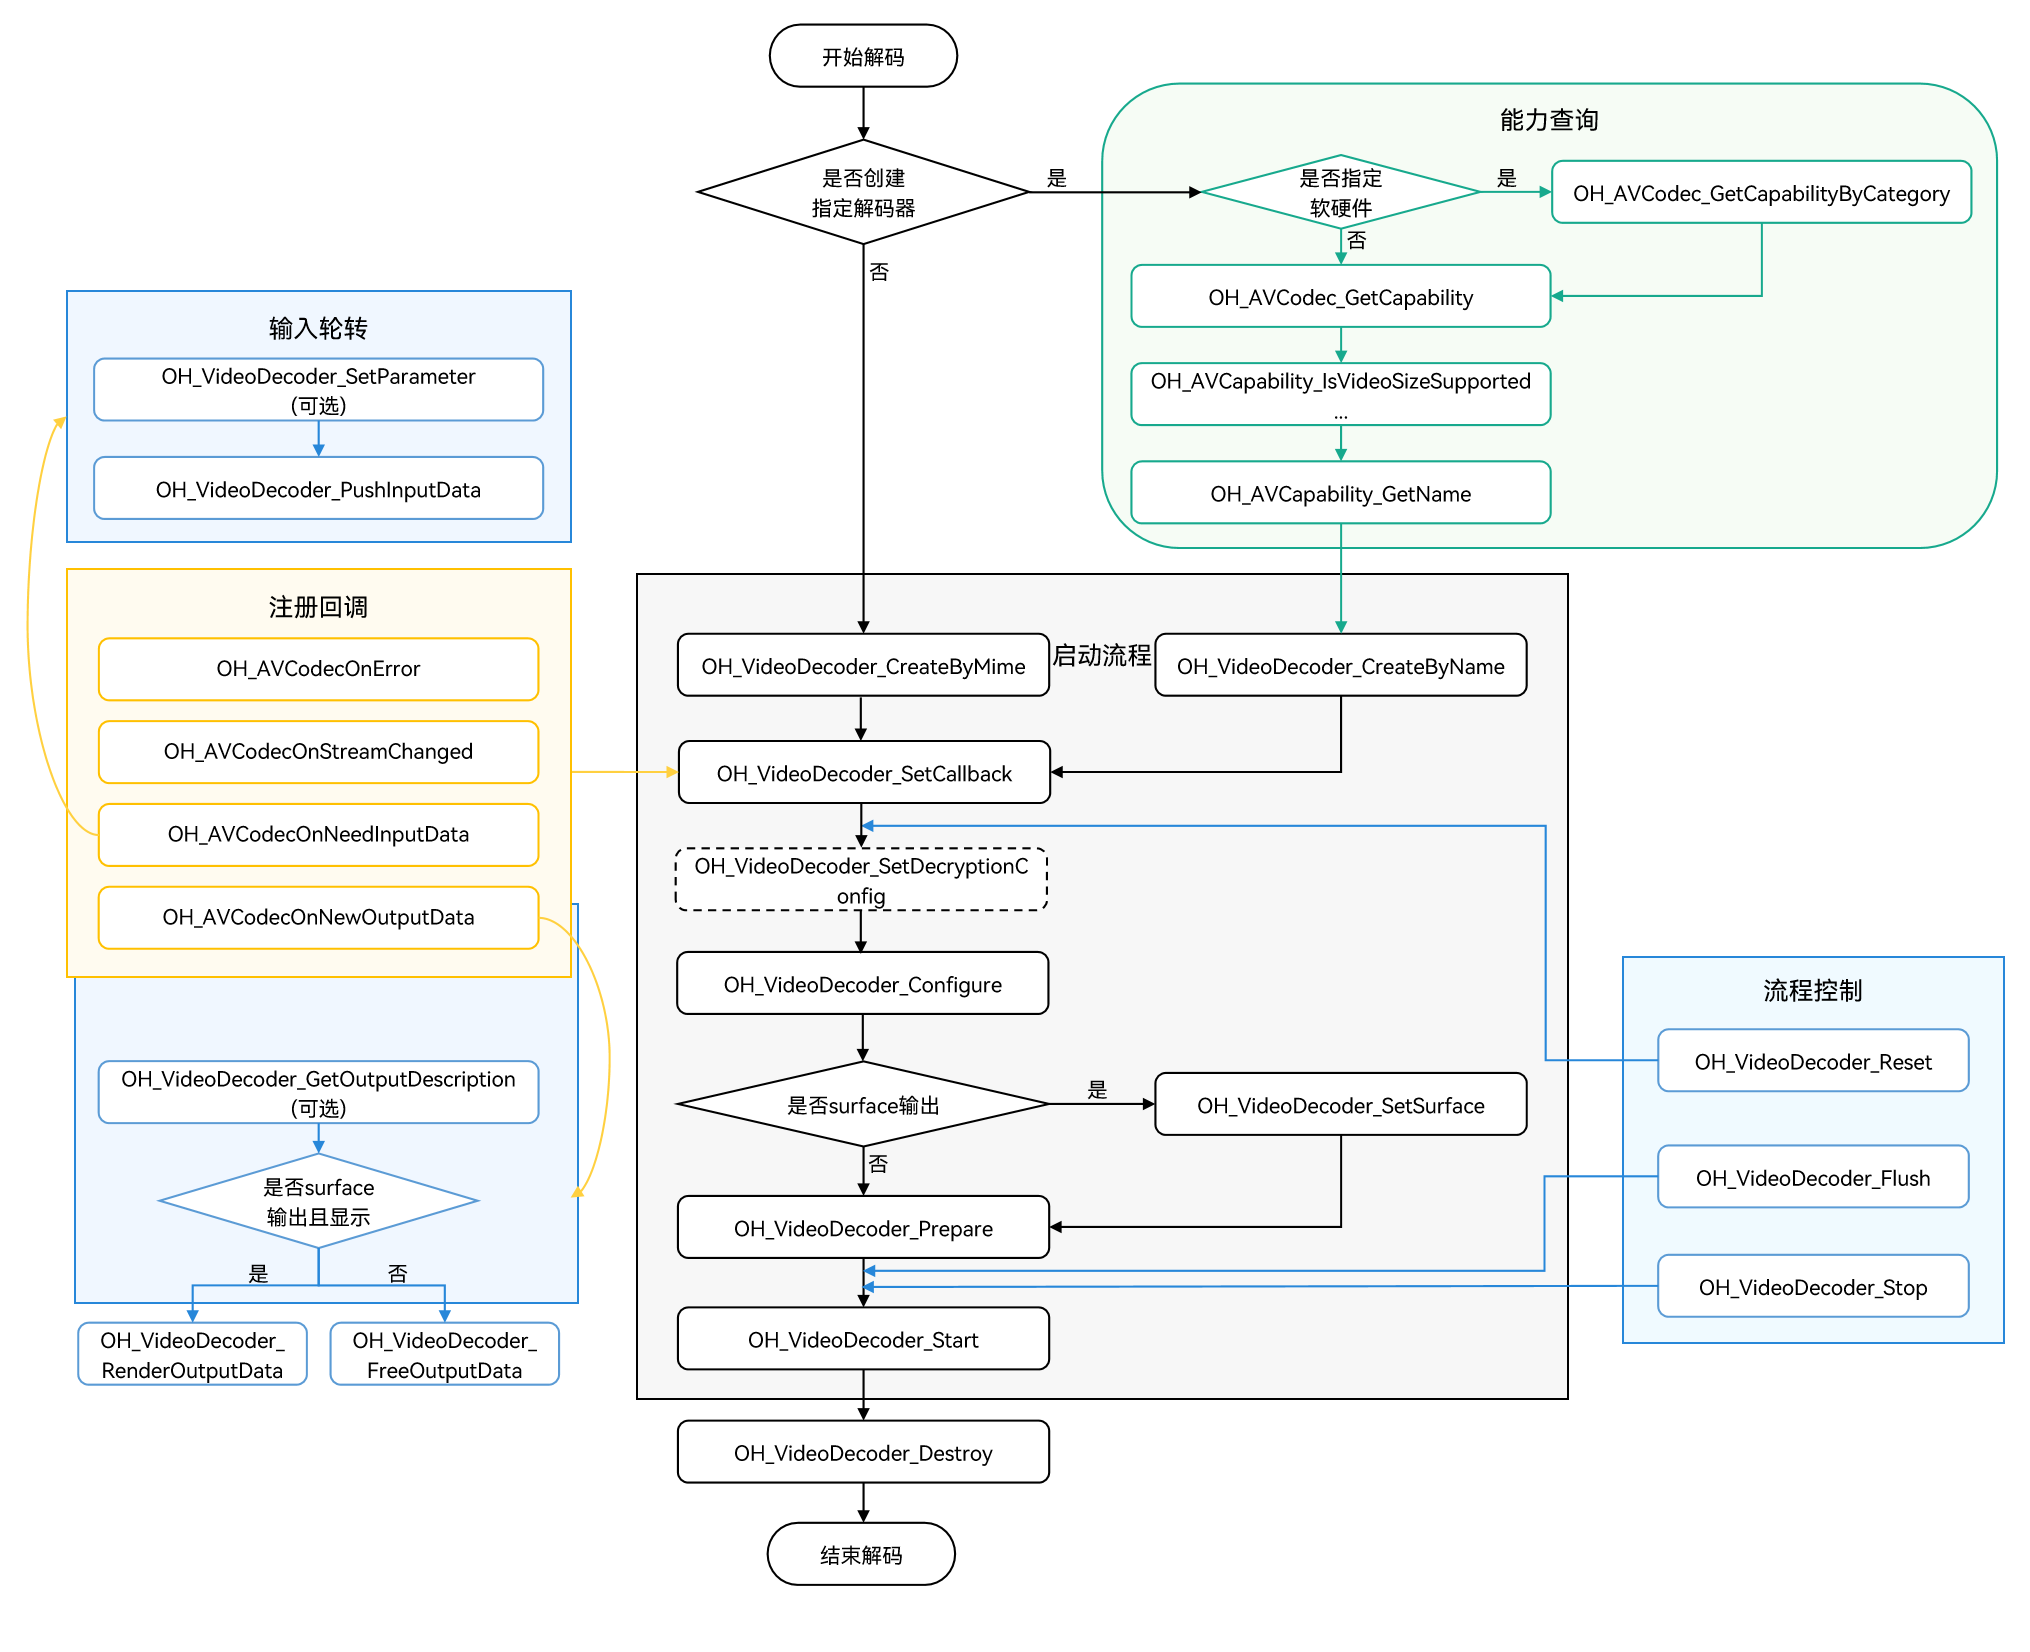 开始解码
是否创建
指定解码器
是
否
能力查询
是否指定
软硬件
是
否
OH_AVCodec_GetCapabilityByCategory
OH_AVCodec_GetCapability
OH_AVCapability_IsVideoSizeSupported
...
OH_AVCapability_GetName
输入轮转
OH_VideoDecoder_SetParameter
(可选)
OH_VideoDecoder_PushInputData
注册回调
OH_AVCodecOnError
OH_AVCodecOnStreamChanged
OH_AVCodecOnNeedInputData
OH_AVCodecOnNewOutputData
OH_VideoDecoder_GetOutputDescription
(可选)
是否surface
输出且显示
是
否
OH_VideoDecoder_
RenderOutputData
OH_VideoDecoder_
FreeOutputData
启动流程
OH_VideoDecoder_CreateByMime
OH_VideoDecoder_CreateByName
OH_VideoDecoder_SetCallback
OH_VideoDecoder_SetDecryptionC
onfig
OH_VideoDecoder_Configure
是否surface输出
是
否
OH_VideoDecoder_SetSurface
OH_VideoDecoder_Prepare
OH_VideoDecoder_Start
OH_VideoDecoder_Destroy
结束解码
流程控制
OH_VideoDecoder_Reset
OH_VideoDecoder_Flush
OH_VideoDecoder_Stop